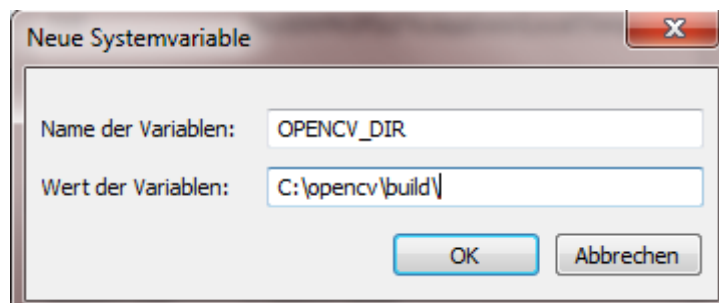 Neue Systemvariable
Name der Variablen: OPENCV_DIR
Wert der Variablen: C:\opencv\build\
OK Abbrechen